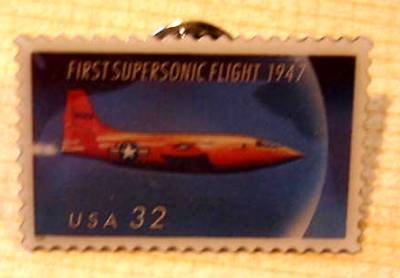 FIRST SUPERSONIC FLIGHT 1947
USA 32